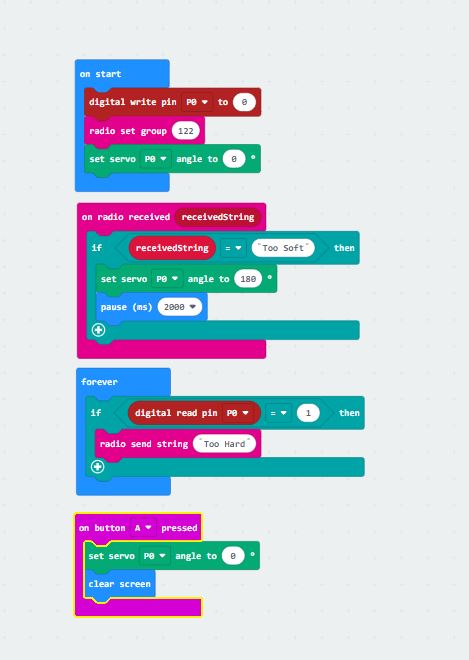 on start
digital write pin P0 to 0
radio set group 122
set servo P0 angle to 0 °
on radio received receivedString
if receivedString = "Too Soft" then
set servo P0 angle to 180 °
pause (ms) 2000
forever
if digital read pin P0 = 1 then
radio send string "Too Hard"
on button A pressed
set servo P0 angle to 0 °
clear screen